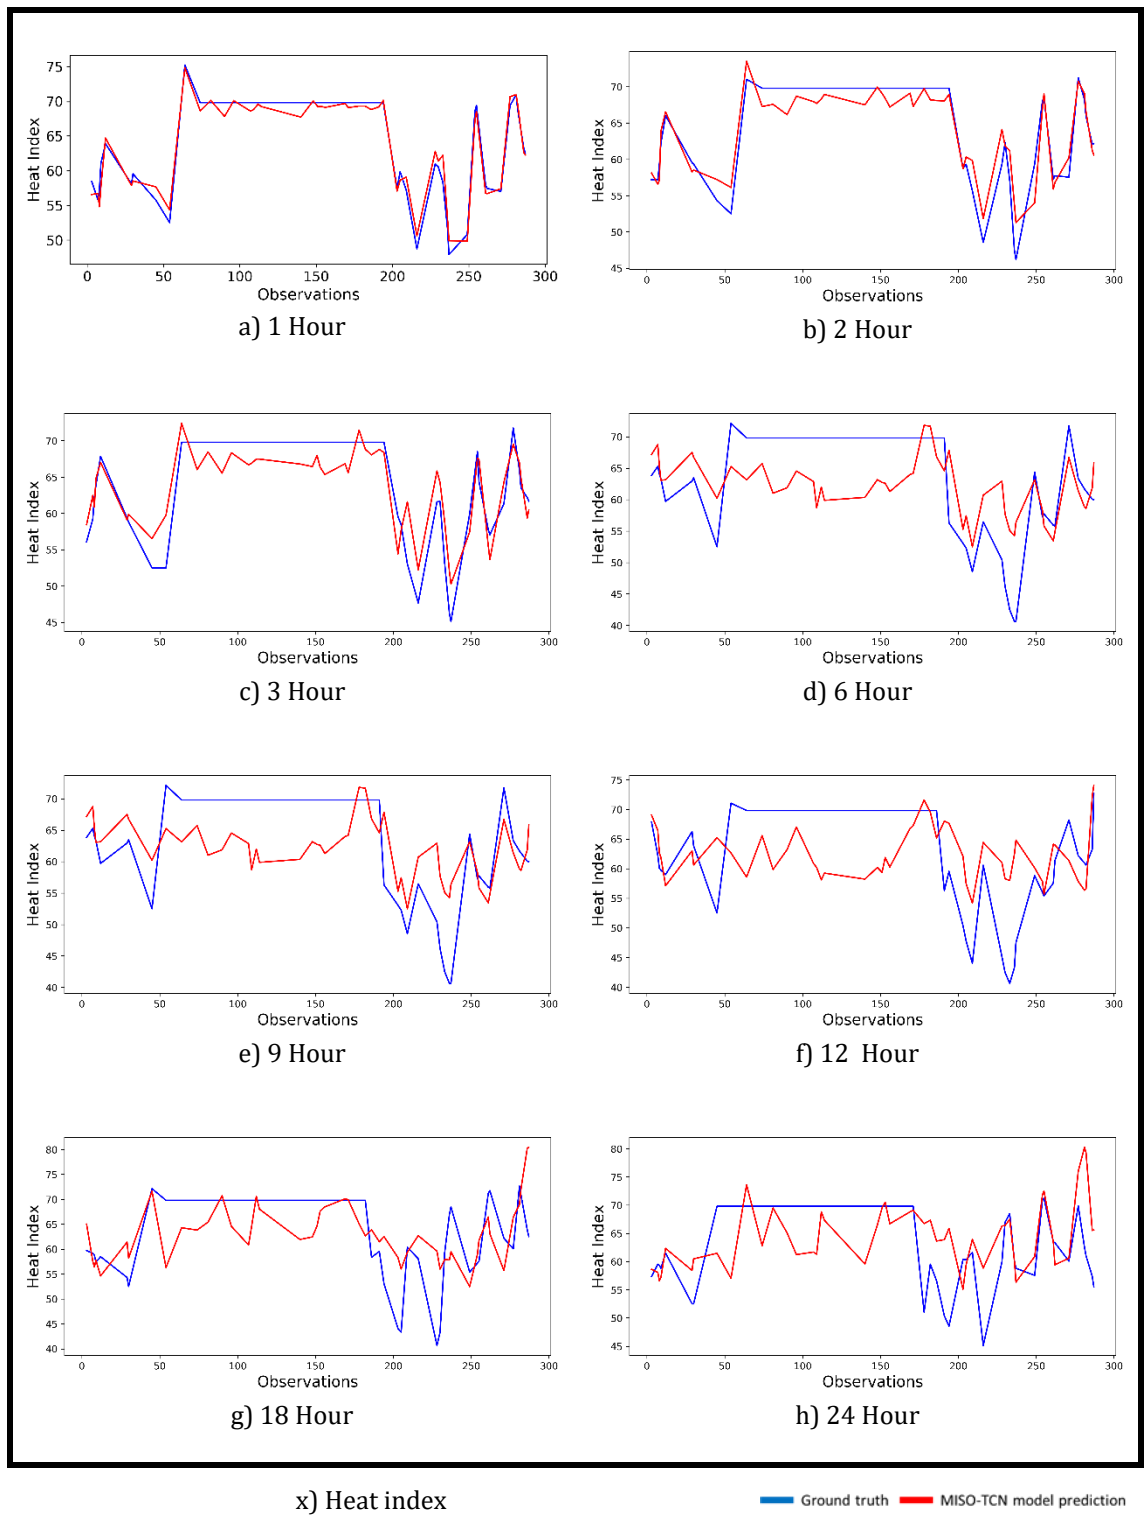 75
70
65
60
55
50
0 50 100 150 200 250 300
Heat Index
Observations
a) 1 Hour
70
65
60
55
50
45
0 50 100 150 200 250 300
Heat Index
Observations
b) 2 Hour
70
65
60
55
50
45
0 50 100 150 200 250 300
Heat Index
Observations
c) 3 Hour
70
65
60
55
50
45
40
0 50 100 150 200 250 300
Heat Index
Observations
d) 6 Hour
70
65
60
55
50
45
40
0 50 100 150 200 250 300
Heat Index
Observations
e) 9 Hour
75
70
65
60
55
50
45
40
0 50 100 150 200 250 300
Heat Index
Observations
f) 12 Hour
80
75
70
65
60
55
50
45
40
0 50 100 150 200 250 300
Heat Index
Observations
g) 18 Hour
80
75
70
65
60
55
50
45
0 50 100 150 200 250 300
Heat Index
Observations
h) 24 Hour
x) Heat index
Ground truth MISO-TCN model prediction